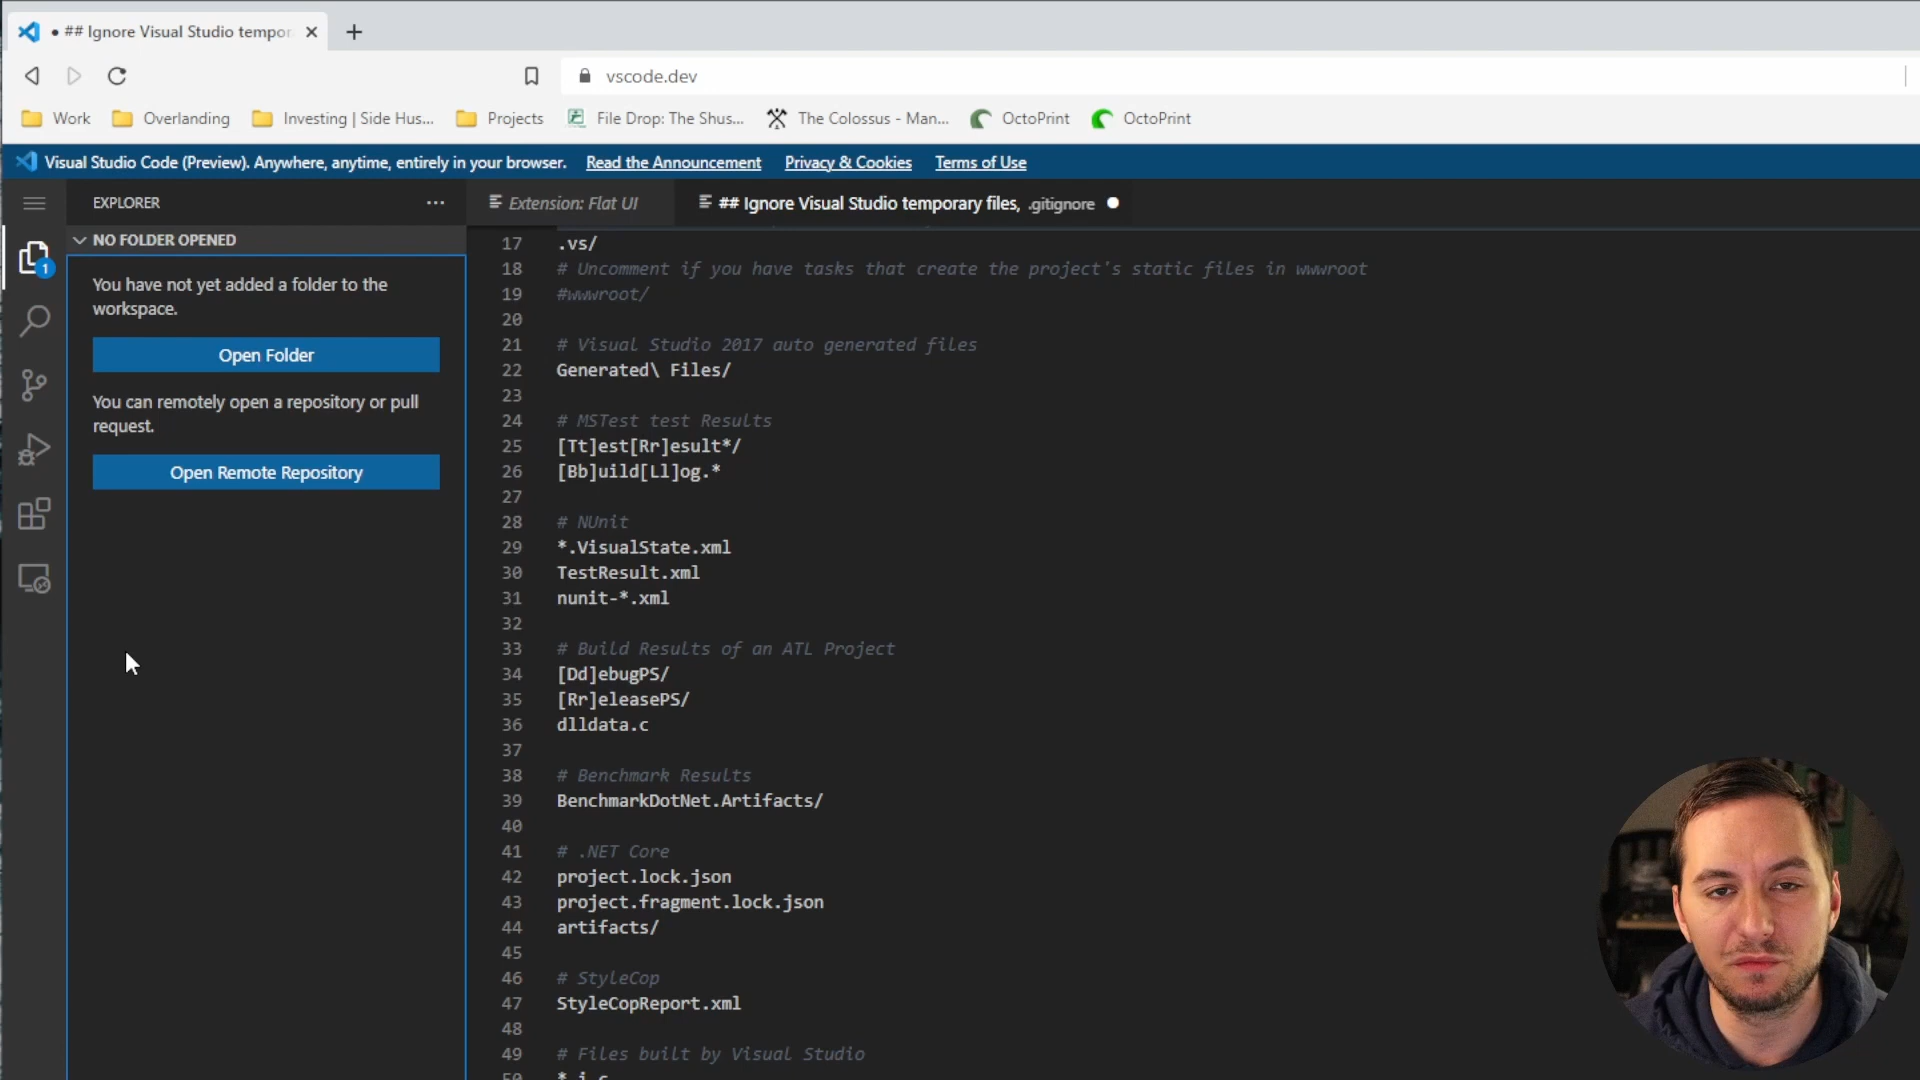 ## Ignore Visual Studio tempor
vscode.dev
Work
Overlanding
Investing | Side Hus...
Projects
File Drop: The Shus...
The Colossus - Man...
OctoPrint
OctoPrint
Visual Studio Code (Preview). Anywhere, anytime, entirely in your browser. Read the Announcement Privacy & Cookies Terms of Use
EXPLORER
Extension: Flat UI
## Ignore Visual Studio temporary files, .gitignore
NO FOLDER OPENED
You have not yet added a folder to the
workspace.
Open Folder
You can remotely open a repository or pull
request.
Open Remote Repository
1
17 .vs/
18 # Uncomment if you have tasks that create the project's static files in wwwroot
19 #wwwroot/
20
21 # Visual Studio 2017 auto generated files
22 Generated\ Files/
23
24 # MSTest test Results
25 [Tt]est[Rr]esult*/
26 [Bb]uild[Ll]og.*
27
28 # NUnit
29 *.VisualState.xml
30 TestResult.xml
31 nunit-*.xml
32
33 # Build Results of an ATL Project
34 [Dd]ebugPS/
35 [Rr]eleasePS/
36 dlldata.c
37
38 # Benchmark Results
39 BenchmarkDotNet.Artifacts/
40
41 # .NET Core
42 project.lock.json
43 project.fragment.lock.json
44 artifacts/
45
46 # StyleCop
47 StyleCopReport.xml
48
49 # Files built by Visual Studio